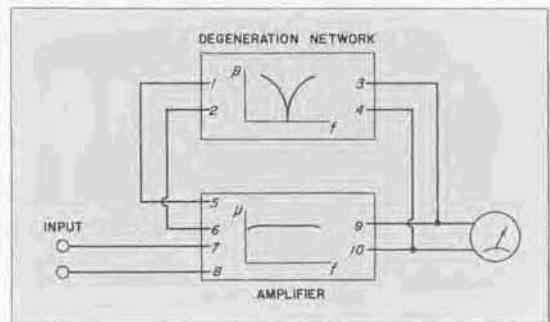 DEGENERATION NETWORK
1 β 3
2 f 4
5 μ 9
6
INPUT 7 10
8 f
AMPLIFIER